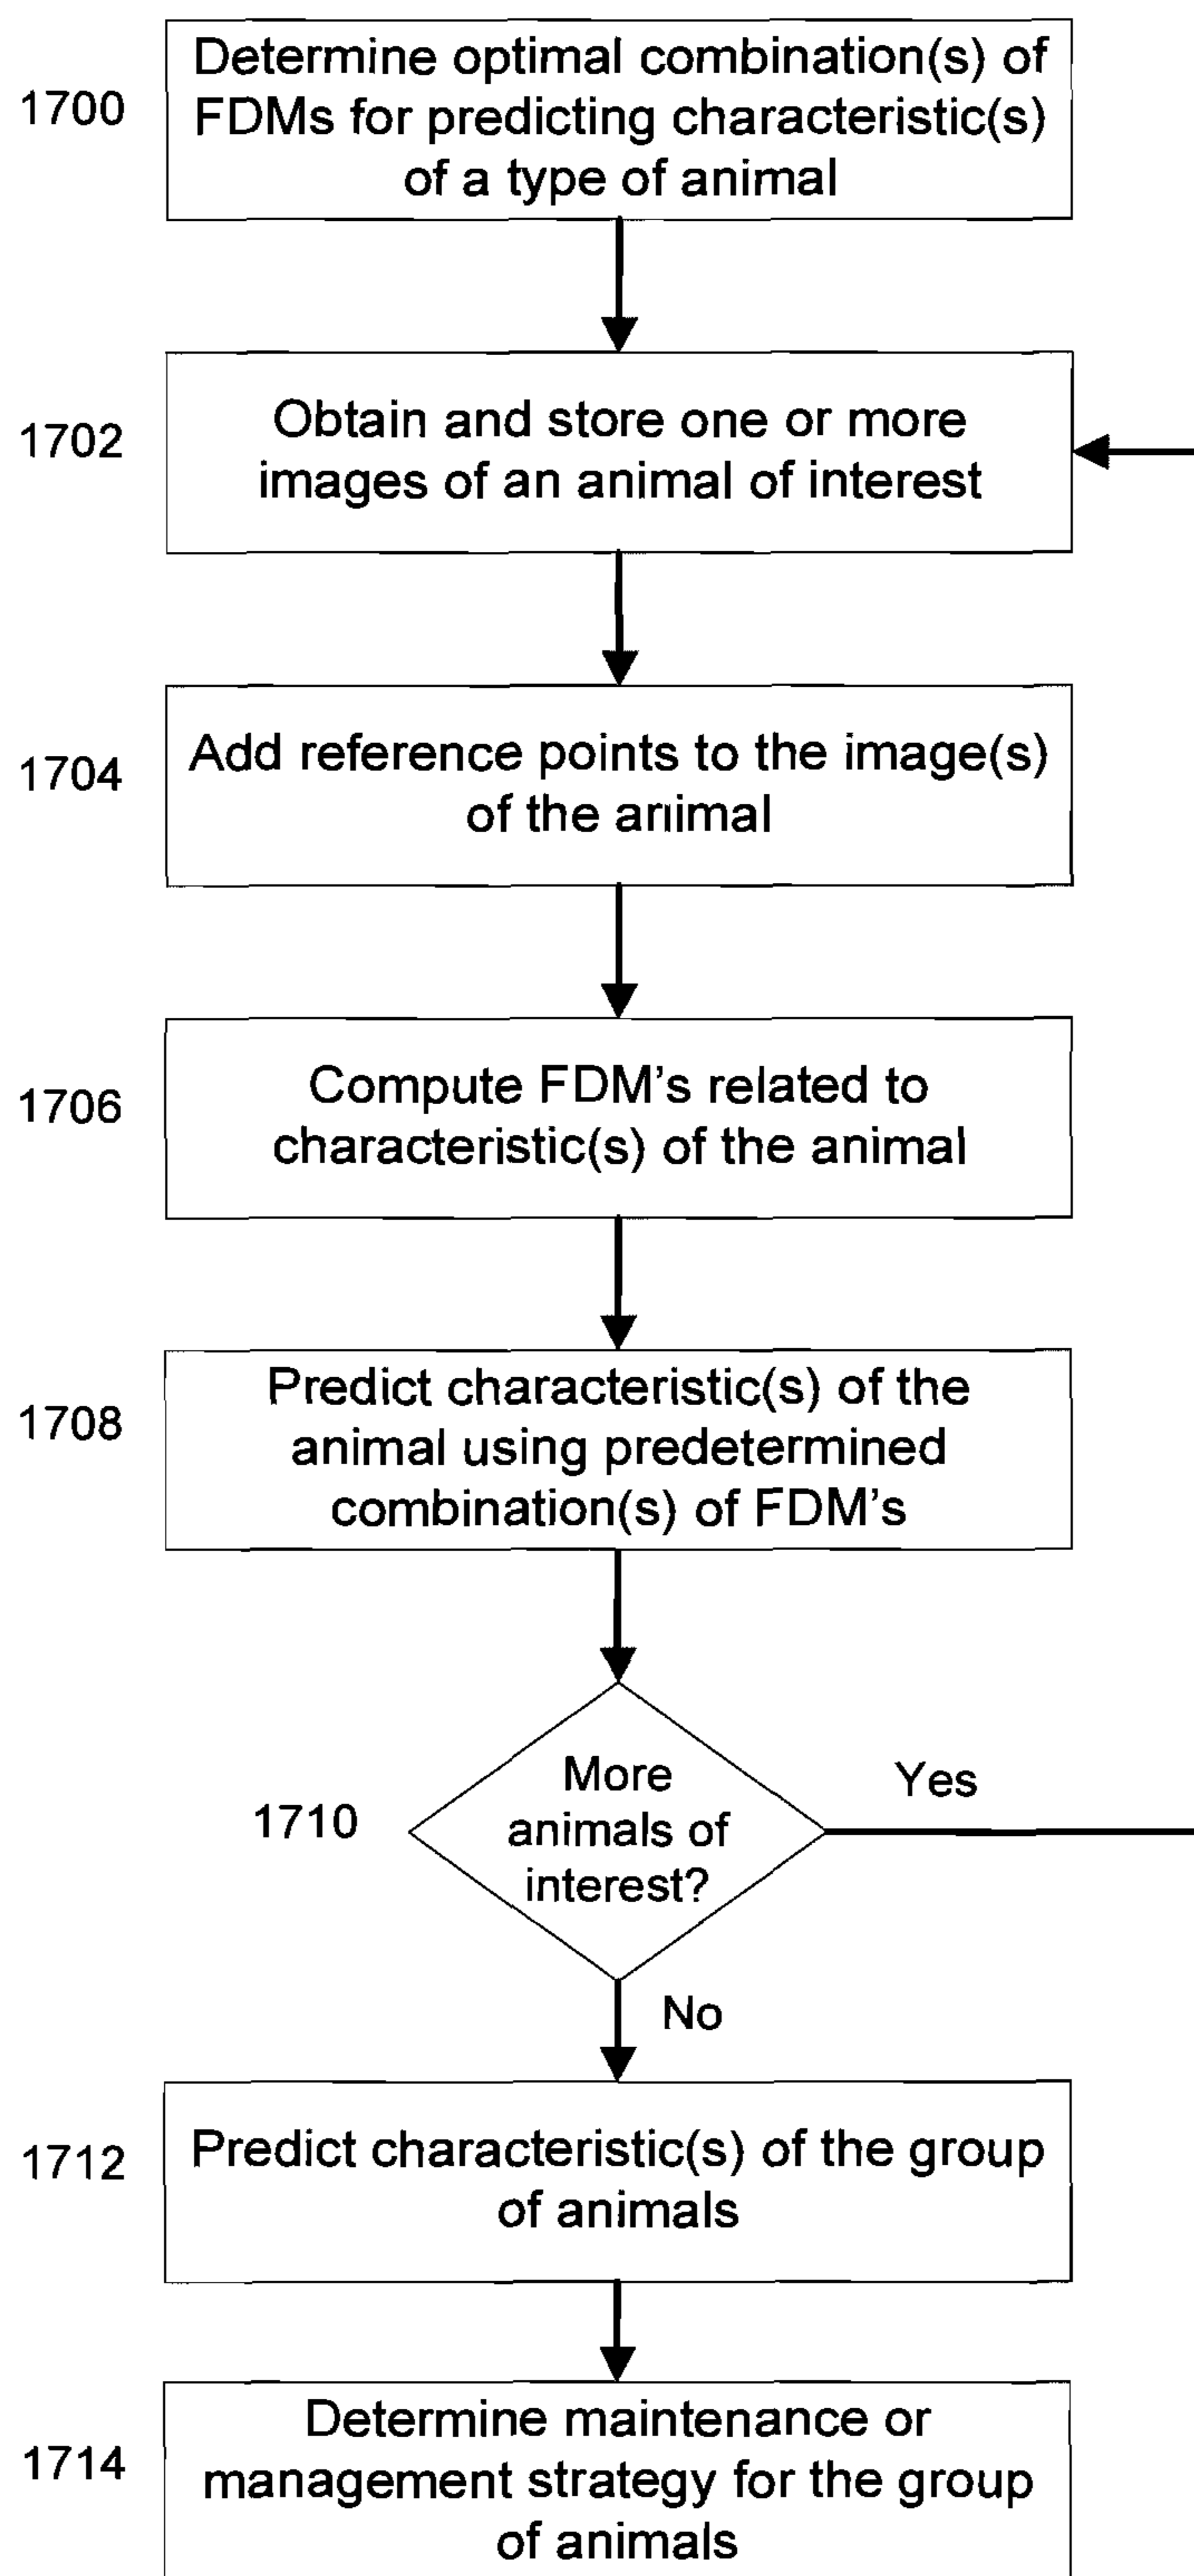 1700
Determine optimal combination(s) of
FDMs for predicting characteristic(s)
of a type of animal
1702
Obtain and store one or more
images of an animal of interest
1704
Add reference points to the image(s)
of the animal
1706
Compute FDM's related to
characteristic(s) of the animal
1708
Predict characteristic(s) of the
animal using predetermined
combination(s) of FDM's
1710
More
animals of
interest?
Yes
No
1712
Predict characteristic(s) of the group
of animals
1714
Determine maintenance or
management strategy for the group
of animals